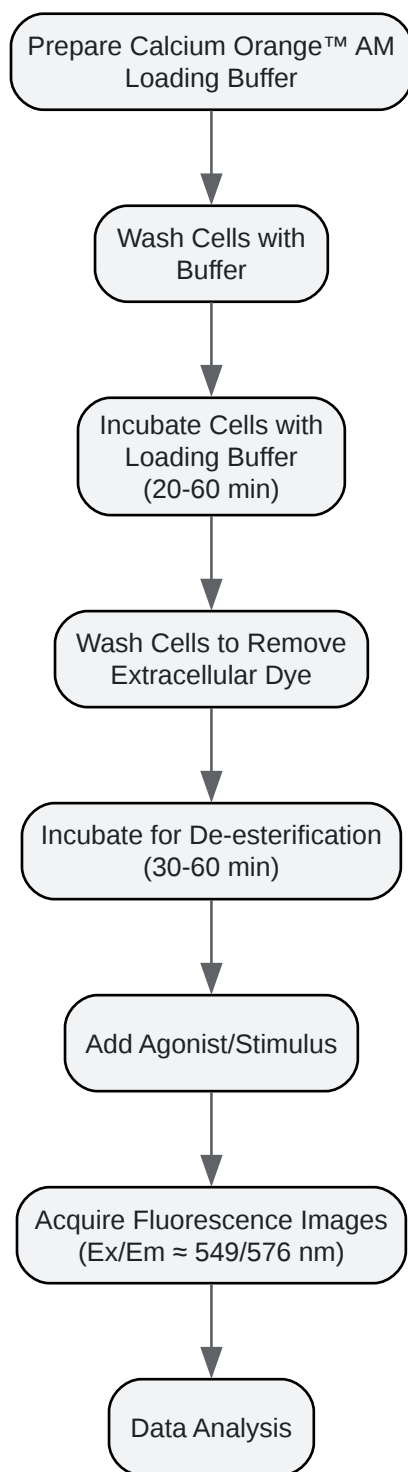 Prepare Calcium Orange™ AM
Loading Buffer
Wash Cells with
Buffer
Incubate Cells with
Loading Buffer
(20-60 min)
Wash Cells to Remove
Extracellular Dye
Incubate for De-esterification
(30-60 min)
Add Agonist/Stimulus
Acquire Fluorescence Images
(Ex/Em ≈ 549/576 nm)
Data Analysis